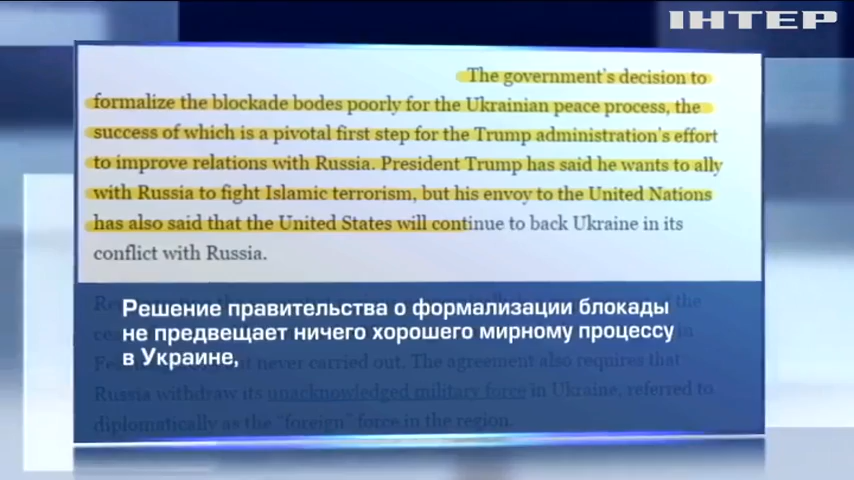 ІНТЕР
The government's decision to
formalize the blockade bodes poorly for the Ukrainian peace process, the
success of which is a pivotal first step for the Trump administration's effort
to improve relations with Russia. President Trump has said he wants to ally
with Russia to fight Islamic terrorism, but his envoy to the United Nations
has also said that the United States will continue to back Ukraine in its
conflict with Russia.
Решение правительства о формализации блокады
не предвещает ничего хорошего мирному процессу
в Украине,
the
never carried out. The agreement also requires that
Russia withdraw its unacknowledged military force in Ukraine, referred to
diplomatically as the "foreign" force in the region.